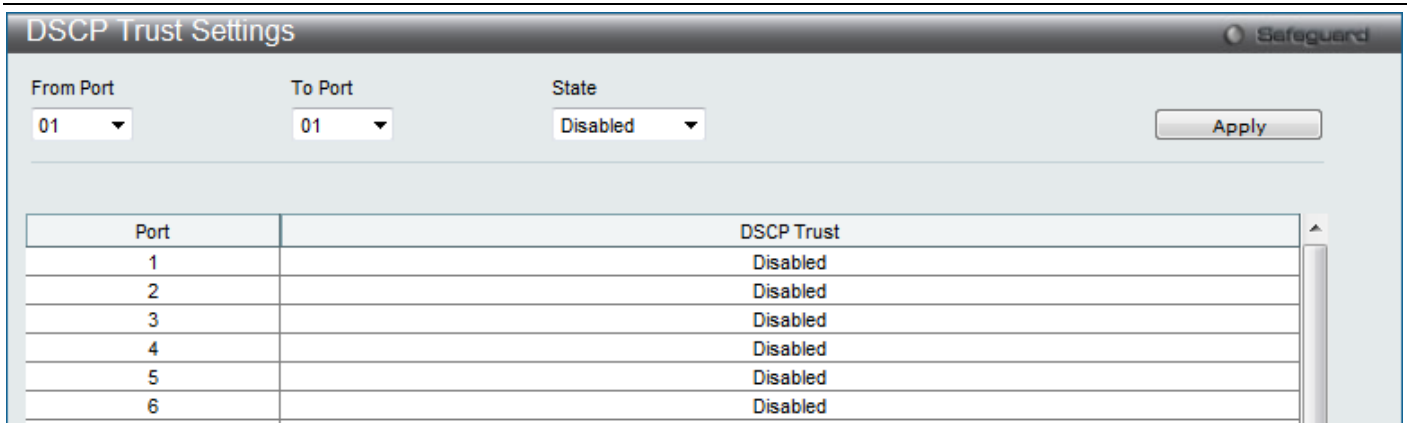 DSCP Trust Settings
Safeguard
From Port To Port State
01 01 Disabled Apply
Port DSCP Trust
1 Disabled
2 Disabled
3 Disabled
4 Disabled
5 Disabled
6 Disabled